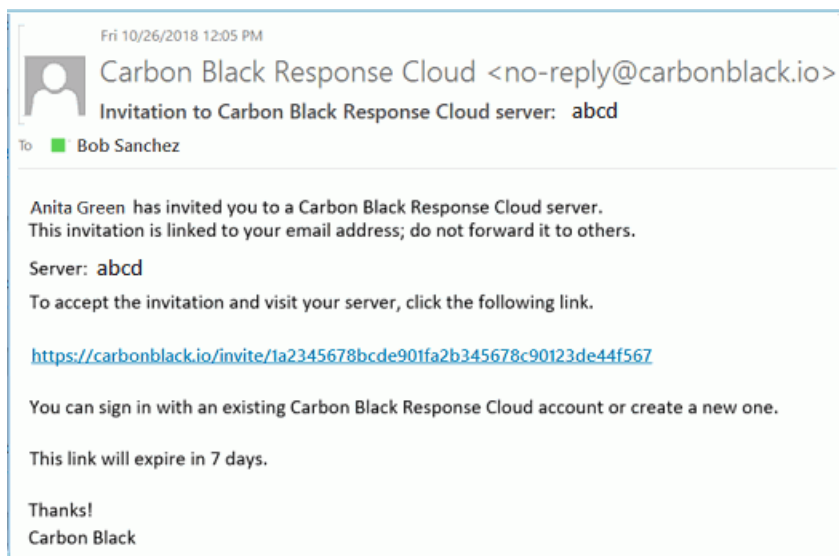 Fri 10/26/2018 12:05 PM
Carbon Black Response Cloud <no-reply@carbonblack.io>
Invitation to Carbon Black Response Cloud server: abcd
To Bob Sanchez
Anita Green has invited you to a Carbon Black Response Cloud server.
This invitation is linked to your email address; do not forward it to others.
Server: abcd
To accept the invitation and visit your server, click the following link.
https://carbonblack.io/invite/1a2345678bcde901fa2b345678c90123de44f567
You can sign in with an existing Carbon Black Response Cloud account or create a new one.
This link will expire in 7 days.
Thanks!
Carbon Black